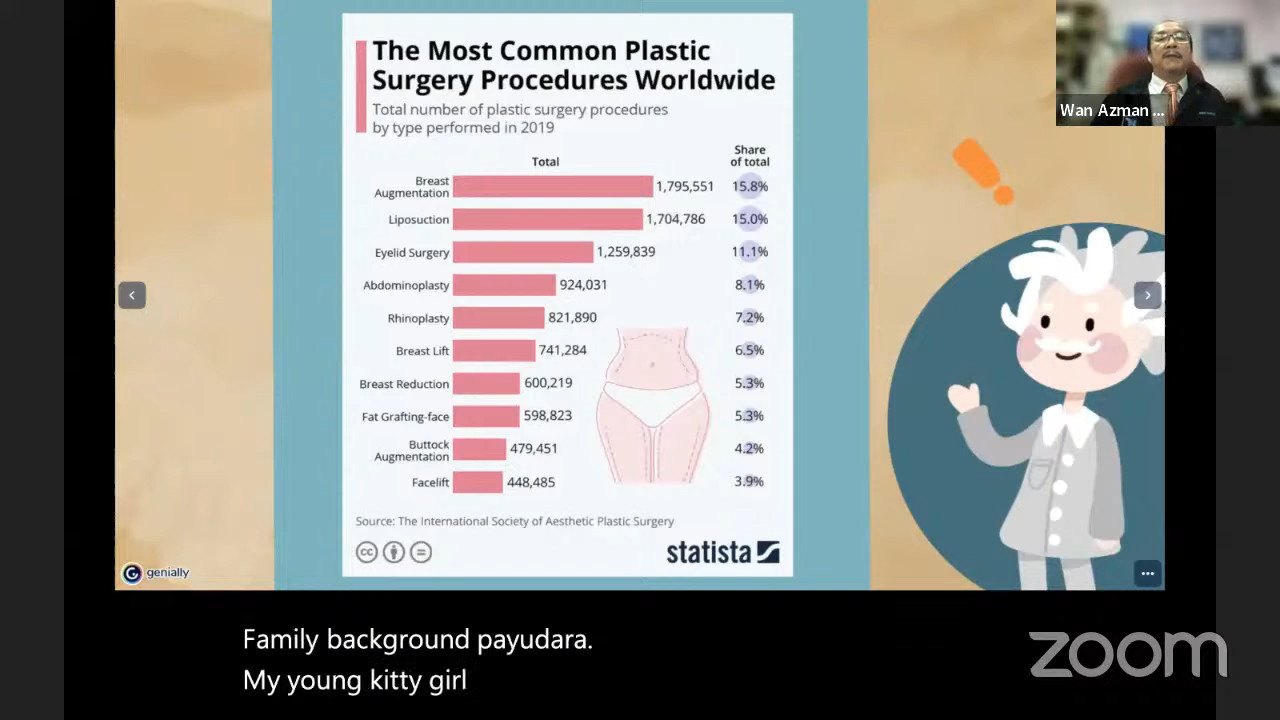 The Most Common Plastic
Surgery Procedures Worldwide
Total number of plastic surgery procedures
by type performed in 2019
Total
Share
of total
Breast
Augmentation
1,795,551
15.8%
Liposuction
1,704,786
15.0%
Eyelid Surgery
1,259,839
11.1%
Abdominoplasty
924,031
8.1%
Rhinoplasty
821,890
7.2%
Breast Lift
741,284
6.5%
Breast Reduction
600,219
5.3%
Fat Grafting-face
598,823
5.3%
Buttock
Augmentation
479,451
4.2%
Facelift
448,485
3.9%
Source: The International Society of Aesthetic Plastic Surgery
cc
statista
genially
Wan Azman ...
Family background payudara.
My young kitty girl
zoom